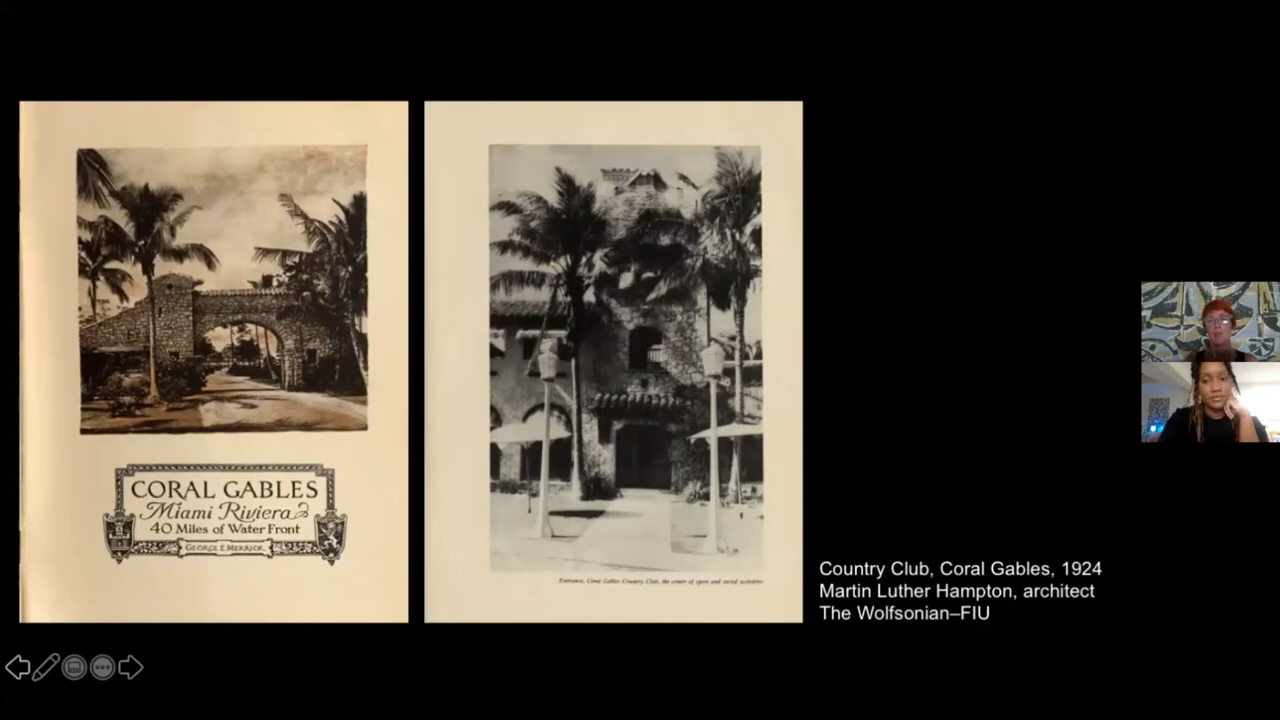 CORAL GABLES
Miami Riviera
40 Miles of Water Front
GEORGE E. MERRICK
Entrance, Coral Gables Country Club, the center of sport and social activities
Country Club, Coral Gables, 1924
Martin Luther Hampton, architect
The Wolfsonian–FIU